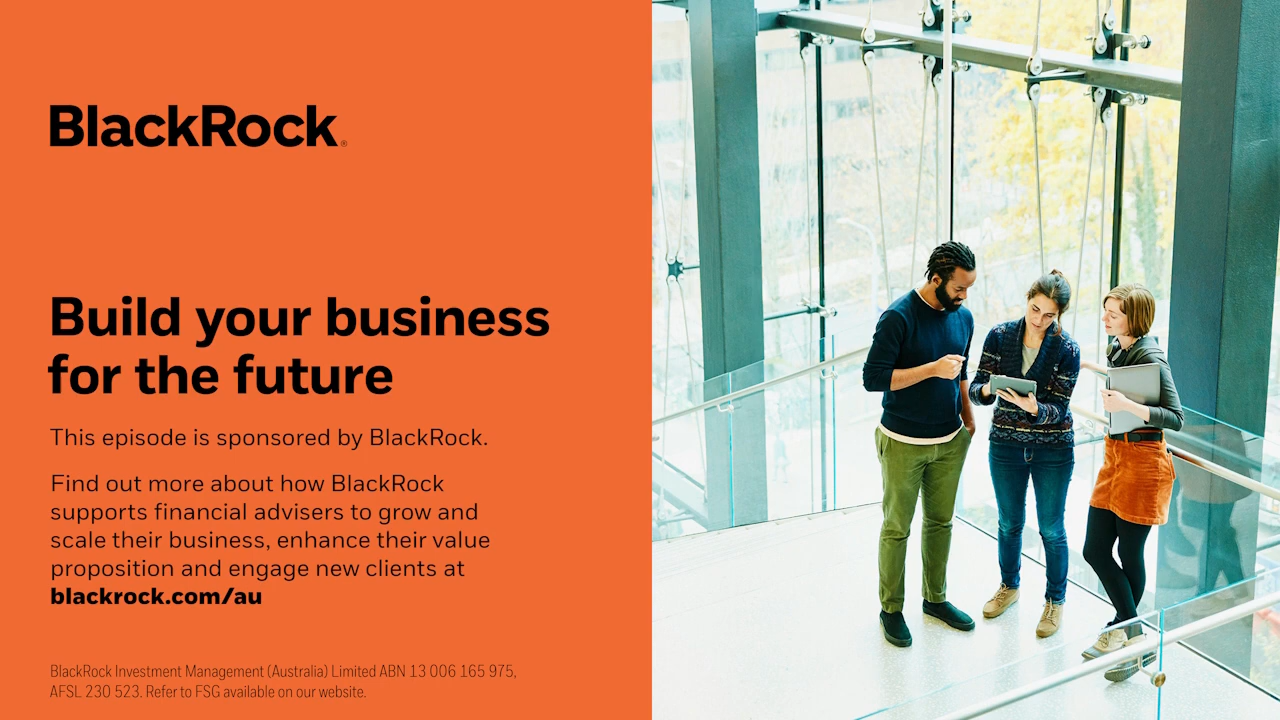 BlackRock®
Build your business
for the future
This episode is sponsored by BlackRock.
Find out more about how BlackRock
supports financial advisers to grow and
scale their business, enhance their value
proposition and engage new clients at
blackrock.com/au
BlackRock Investment Management (Australia) Limited ABN 13 006 165 975,
AFSL 230 523. Refer to FSG available on our website.